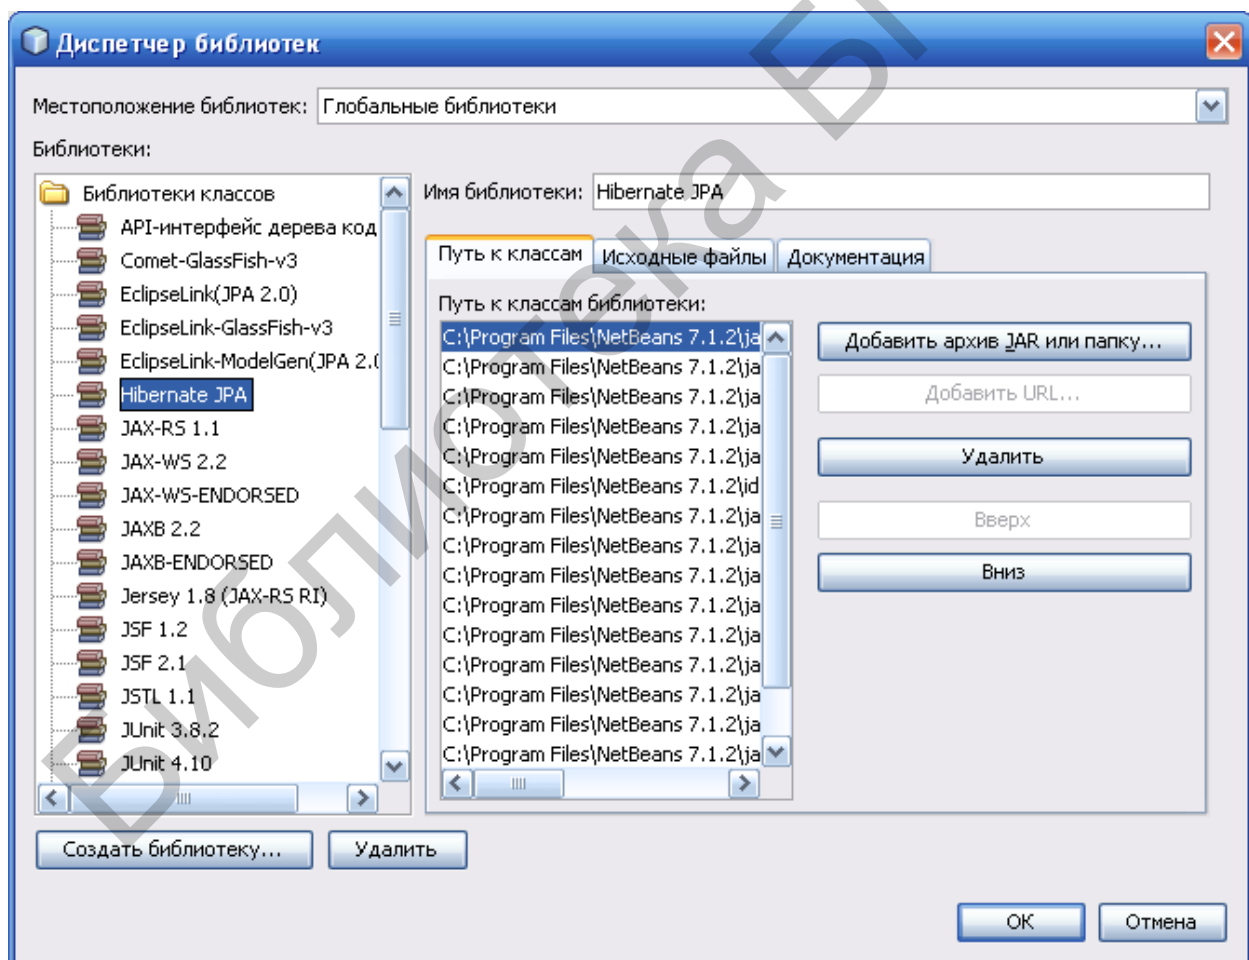 Диспетчер библиотек
Местоположение библиотек: Глобальные библиотеки
Библиотеки:
Библиотеки классов
API-интерфейс дерева код
Comet-GlassFish-v3
EclipseLink(JPA 2.0)
EclipseLink-GlassFish-v3
EclipseLink-ModelGen(JPA 2.0
Hibernate JPA
JAX-RS 1.1
JAX-WS 2.2
JAX-WS-ENDORSED
JAXB 2.2
JAXB-ENDORSED
Jersey 1.8 (JAX-RS RI)
JSF 1.2
JSF 2.1
JSTL 1.1
JUnit 3.8.2
JUnit 4.10
Создать библиотеку...
Удалить
Имя библиотеки: Hibernate JPA
Путь к классам
Исходные файлы
Документация
Путь к классам библиотеки:
C:\Program Files\NetBeans 7.1.2\ja
C:\Program Files\NetBeans 7.1.2\ja
C:\Program Files\NetBeans 7.1.2\ja
C:\Program Files\NetBeans 7.1.2\ja
C:\Program Files\NetBeans 7.1.2\ja
C:\Program Files\NetBeans 7.1.2\id
C:\Program Files\NetBeans 7.1.2\ja
C:\Program Files\NetBeans 7.1.2\ja
C:\Program Files\NetBeans 7.1.2\ja
C:\Program Files\NetBeans 7.1.2\ja
C:\Program Files\NetBeans 7.1.2\ja
C:\Program Files\NetBeans 7.1.2\ja
C:\Program Files\NetBeans 7.1.2\ja
C:\Program Files\NetBeans 7.1.2\ja
C:\Program Files\NetBeans 7.1.2\ja
Добавить архив JAR или папку...
Добавить URL...
Удалить
Вверх
Вниз
ОК
Отмена
Библиотека